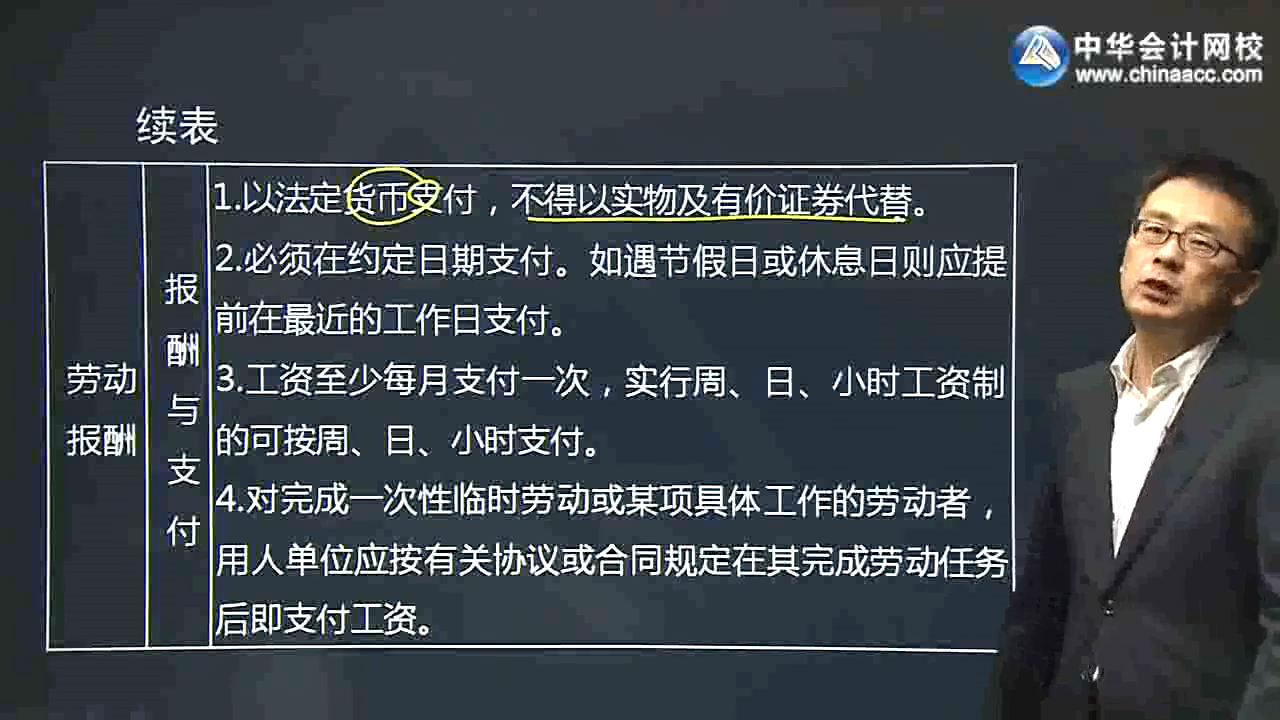 中华会计网校
www.chinaacc.com
续表
劳动
报酬
报
酬
与
支
付
1.以法定货币支付，不得以实物及有价证券代替。
2.必须在约定日期支付。如遇节假日或休息日则应提
前在最近的工作日支付。
3.工资至少每月支付一次，实行周、日、小时工资制
的可按周、日、小时支付。
4.对完成一次性临时劳动或某项具体工作的劳动者，
用人单位应按有关协议或合同规定在其完成劳动任务
后即支付工资。